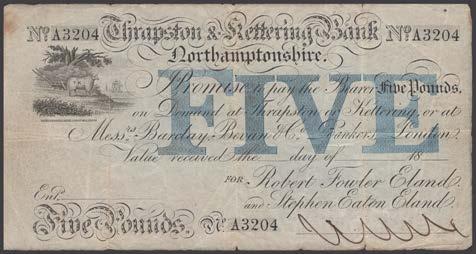 No A3204 Thrapston & Kettering Bank No A3204
Northamptonshire.
I Promise to pay the Bearer Five Pounds.
FIVE
on Demand at Thrapston or Kettering, or at
Messrs Barclay, Bevan & Co Bankers, London
Value received the day of 18
FOR Robert Fowler Eland
and Stephen Eaton Eland.
Entd
Five Pounds. No A3204